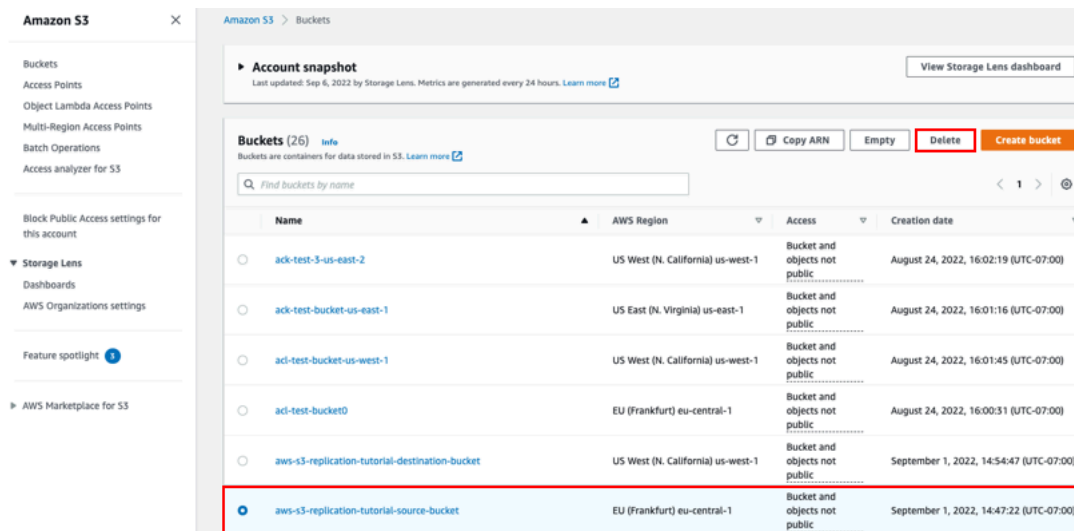 Amazon S3
Amazon S3 > Buckets
Buckets
Access Points
Object Lambda Access Points
Multi-Region Access Points
Batch Operations
Access analyzer for S3
Block Public Access settings for
this account
Storage Lens
Dashboards
AWS Organizations settings
Feature spotlight 3
AWS Marketplace for S3
Account snapshot
Last updated: Sep 6, 2022 by Storage Lens. Metrics are generated every 24 hours. Learn more
View Storage Lens dashboard
Buckets (26) Info
Buckets are containers for data stored in S3. Learn more
Copy ARN Empty Delete Create bucket
Find buckets by name
< 1 >
Name AWS Region Access Creation date
ack-test-3-us-east-2 US West (N. California) us-west-1 Bucket and
objects not
public August 24, 2022, 16:02:19 (UTC-07:00)
ack-test-bucket-us-east-1 US East (N. Virginia) us-east-1 Bucket and
objects not
public August 24, 2022, 16:01:16 (UTC-07:00)
acl-test-bucket-us-west-1 US West (N. California) us-west-1 Bucket and
objects not
public August 24, 2022, 16:01:45 (UTC-07:00)
acl-test-bucket0 EU (Frankfurt) eu-central-1 Bucket and
objects not
public August 24, 2022, 16:00:31 (UTC-07:00)
aws-s3-replication-tutorial-destination-bucket US West (N. California) us-west-1 Bucket and
objects not
public September 1, 2022, 14:54:47 (UTC-07:00)
aws-s3-replication-tutorial-source-bucket EU (Frankfurt) eu-central-1 Bucket and
objects not
public September 1, 2022, 14:47:22 (UTC-07:00)